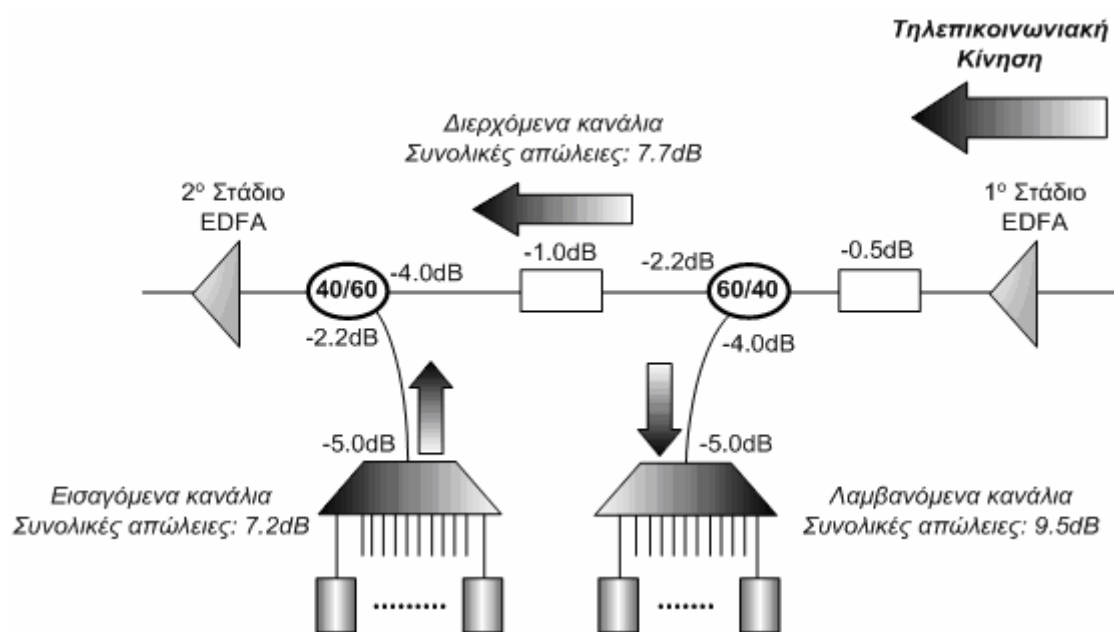 Τηλεπικοινωνιακή
Κίνηση
Διερχόμενα κανάλια
Συνολικές απώλειες: 7.7dB
2ο Στάδιο
EDFA
1ο Στάδιο
EDFA
-1.0dB
-2.2dB
-0.5dB
40/60
-4.0dB
60/40
-2.2dB
-4.0dB
-5.0dB
-5.0dB
Εισαγόμενα κανάλια
Συνολικές απώλειες: 7.2dB
Λαμβανόμενα κανάλια
Συνολικές απώλειες: 9.5dB